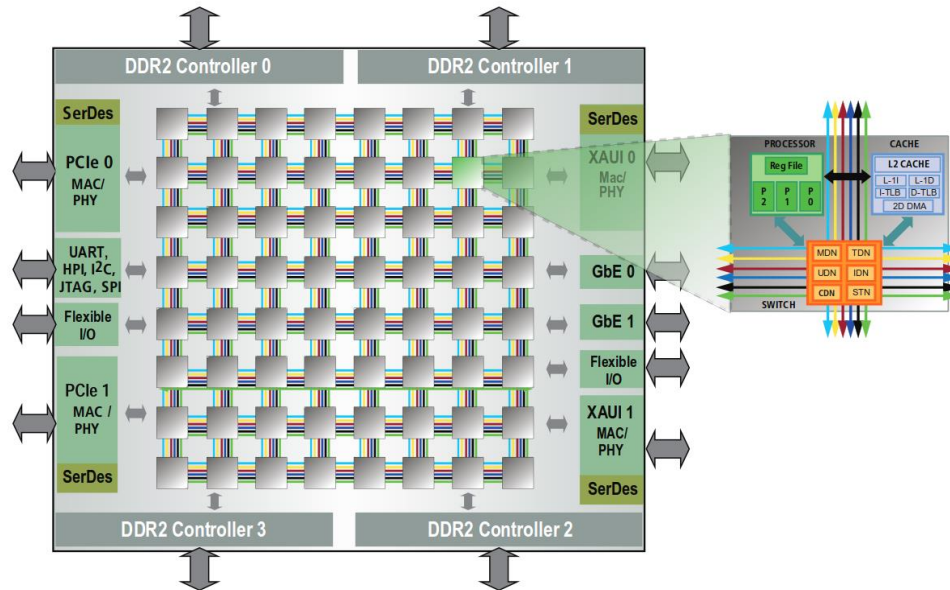 DDR2 Controller 0
DDR2 Controller 1
SerDes
PCIe 0
MAC/
PHY
UART,
HPI, I²C,
JTAG, SPI
Flexible
I/O
PCIe 1
MAC /
PHY
SerDes
SerDes
XAUI 0
Mac/
PHY
GbE 0
GbE 1
Flexible
I/O
XAUI 1
MAC/
PHY
SerDes
DDR2 Controller 3
DDR2 Controller 2
PROCESSOR
CACHE
Reg File
P
2
P
1
P
0
L2 CACHE
L-1I
L-1D
I-TLB
D-TLB
2D DMA
MDN
TDN
UDN
IDN
CDN
STN
SWITCH